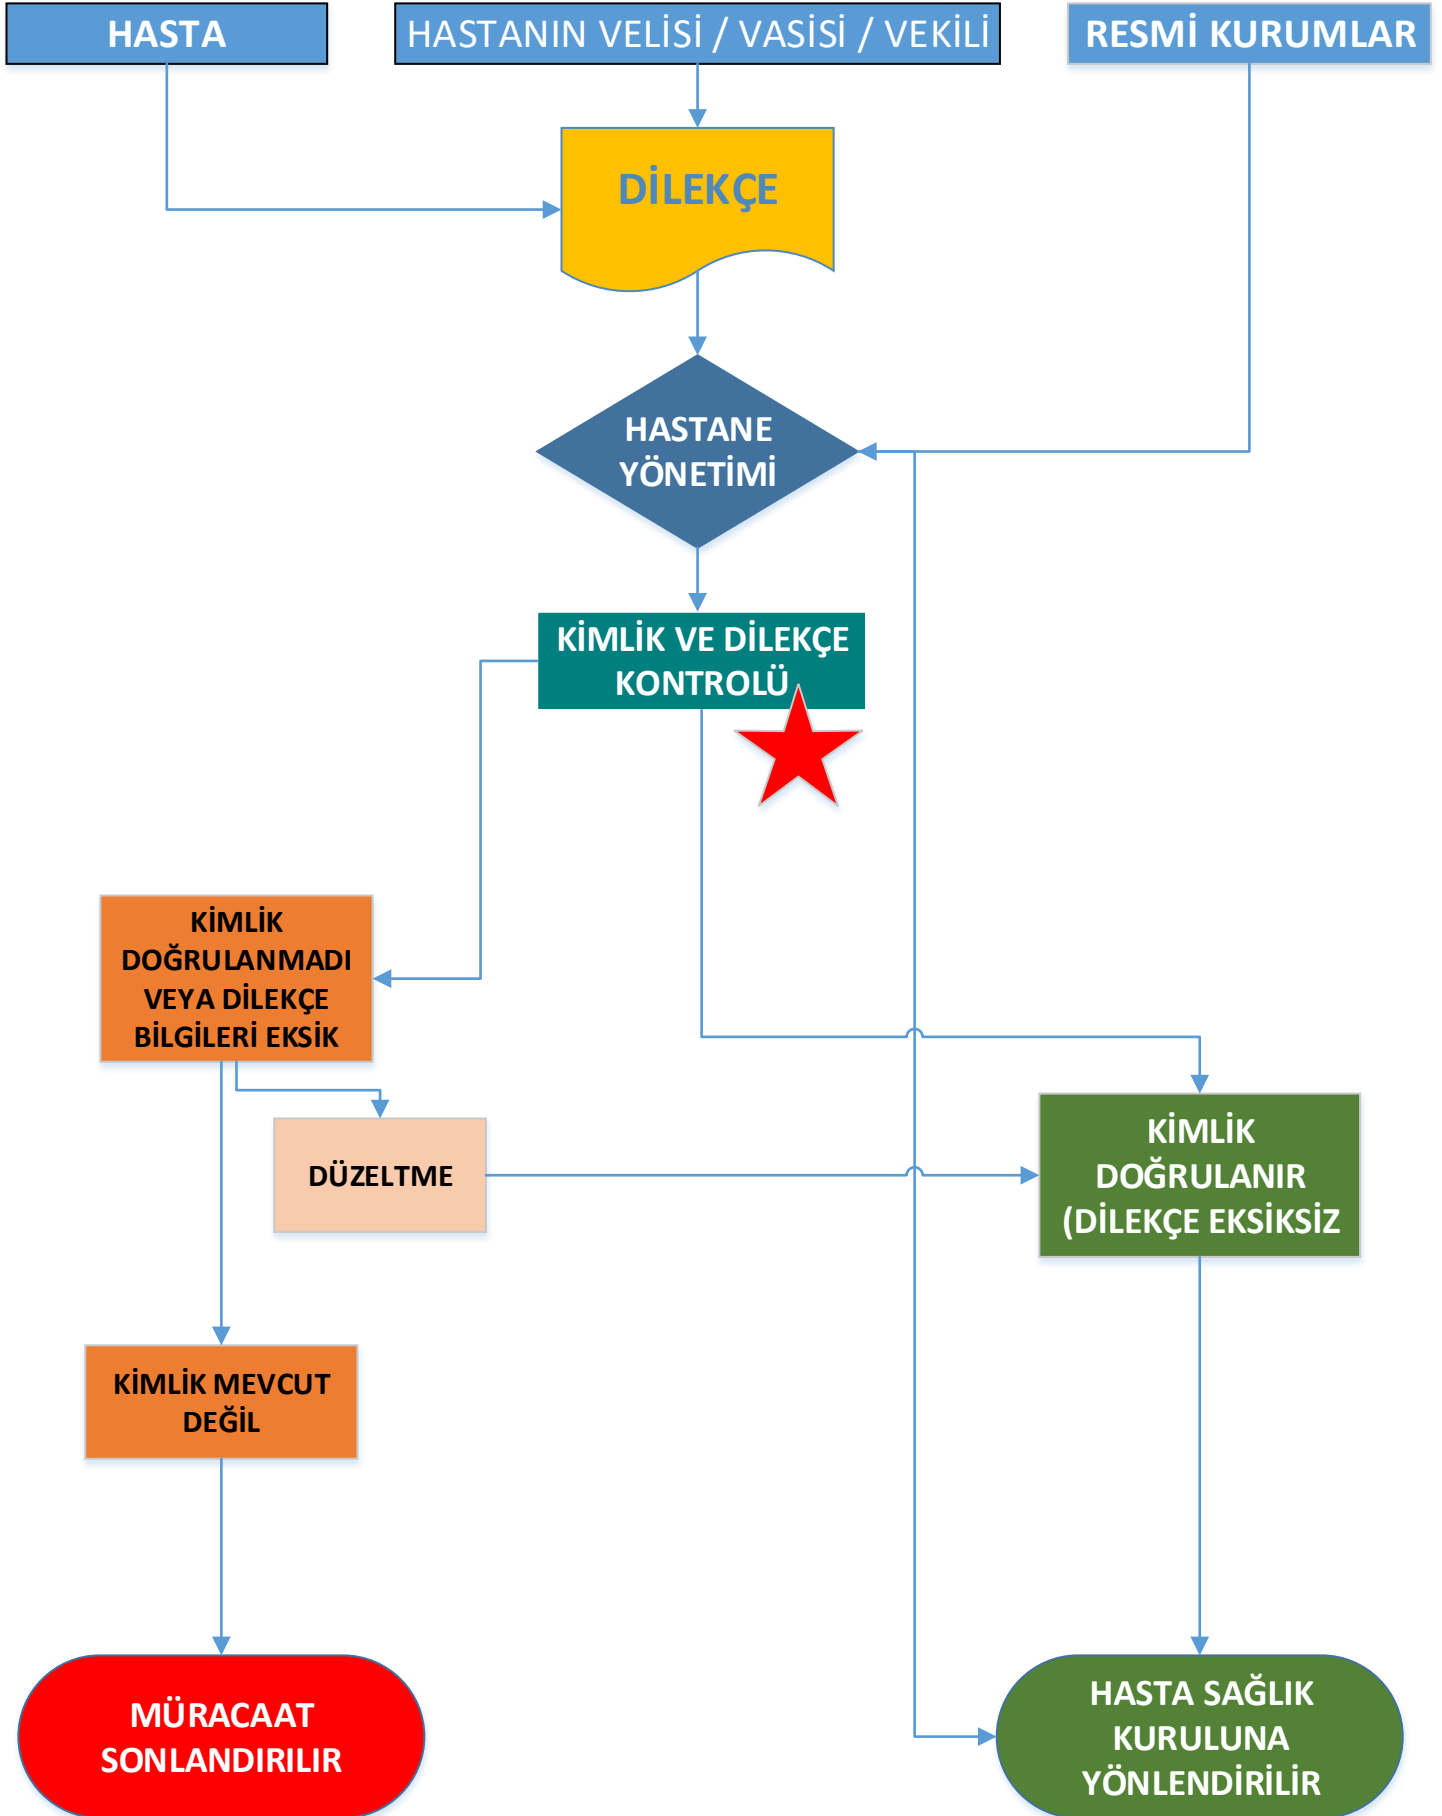 HASTA
HASTANIN VELİSİ / VASİSİ / VEKİLİ
RESMİ KURUMLAR
DİLEKÇE
HASTANE
YÖNETİMİ
KİMLİK VE DİLEKÇE
KONTROLÜ
KİMLİK
DOĞRULANMADI
VEYA DİLEKÇE
BİLGİLERİ EKSİK
DÜZELTME
KİMLİK
DOĞRULANIR
(DİLEKÇE EKSİKSİZ
KİMLİK MEVCUT
DEĞİL
MÜRACAAT
SONLANDIRILIR
HASTA SAĞLIK
KURULUNA
YÖNLENDİRİLİR